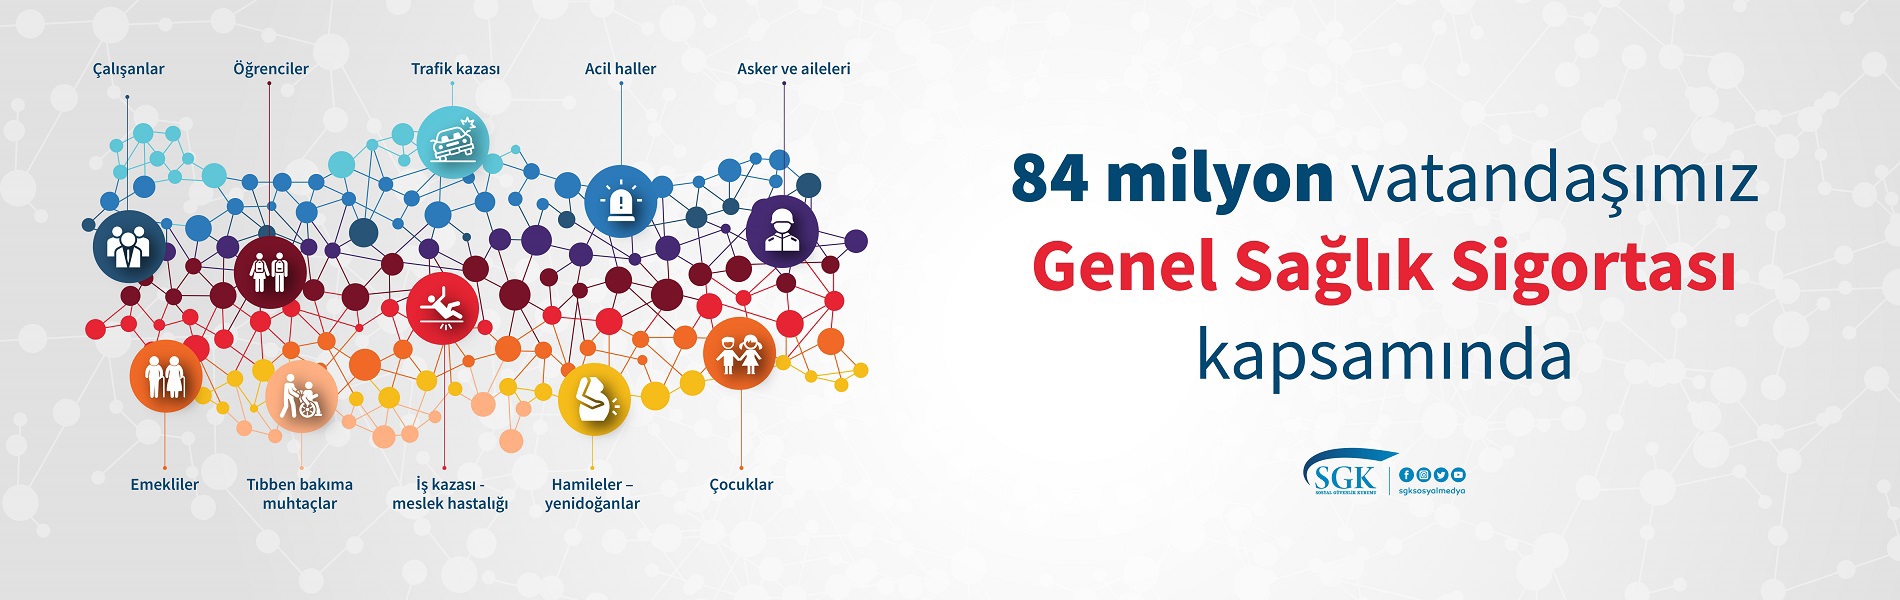 Çalışanlar
Öğrenciler
Trafik kazası
Acil haller
Asker ve aileleri
Emekliler
Tıbben bakıma
muhtaçlar
İş kazası -
meslek hastalığı
Hamileler –
yenidoğanlar
Çocuklar
84 milyon vatandaşımız
Genel Sağlık Sigortası
kapsamında
SGK
SOSYAL GÜVENLİK KURUMU
sgksosyalmedya